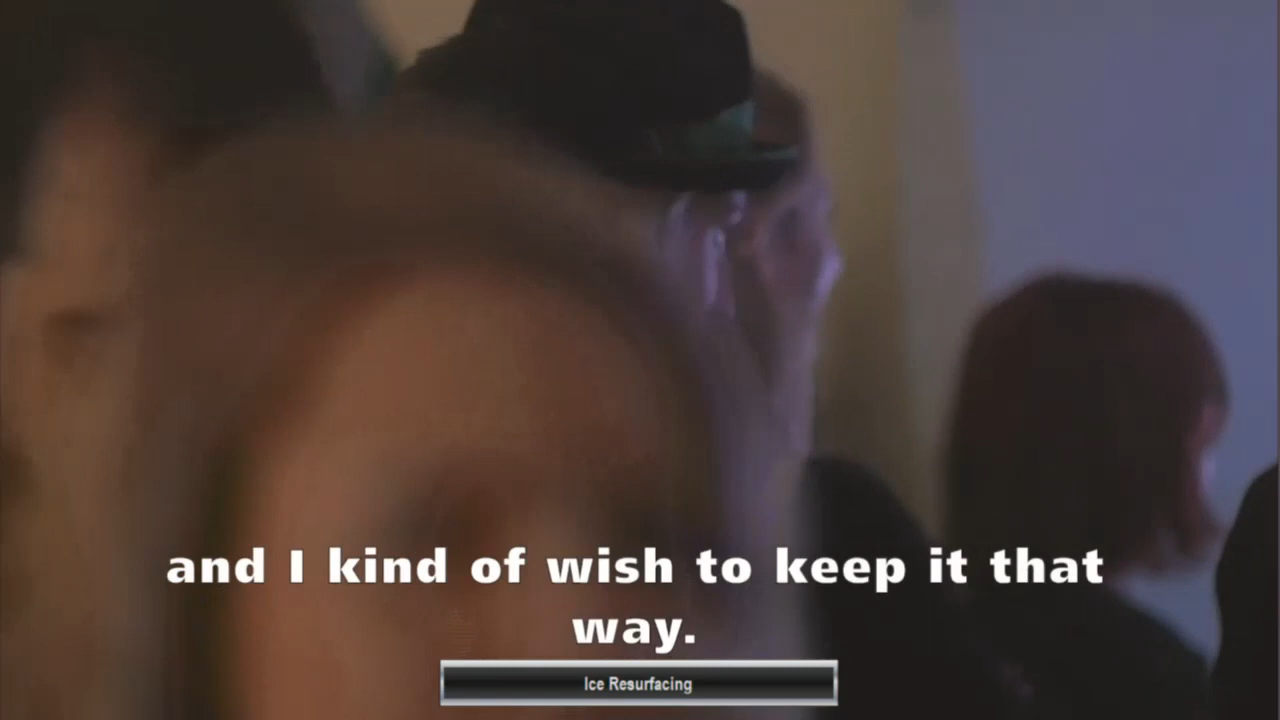 and I kind of wish to keep it that
way.
Ice Resurfacing